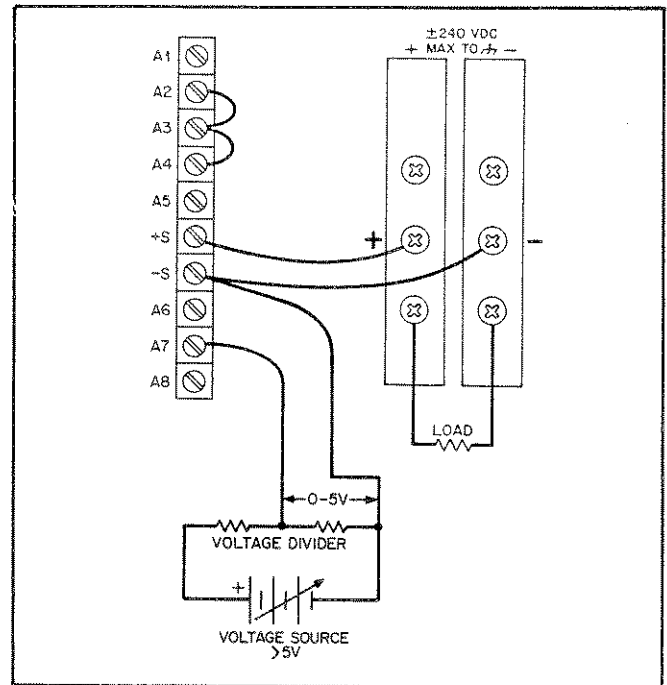 ±240 VDC
+ MAX TO ⏚ −
A1
A2
A3
A4
A5
+S
−S
A6
A7
A8
+ −
LOAD
0-5V
VOLTAGE DIVIDER
+
VOLTAGE SOURCE
>5V